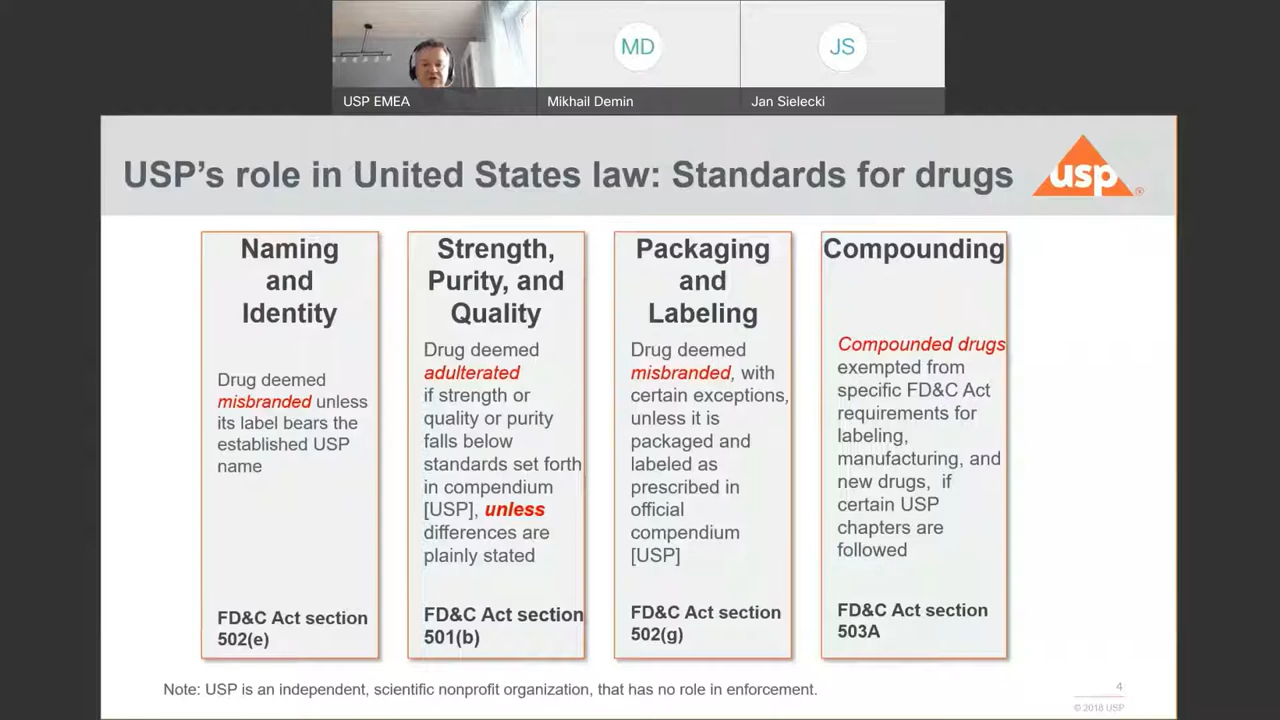 MD
JS
USP EMEA
Mikhail Demin
Jan Sielecki
USP's role in United States law: Standards for drugs
usp
®
Naming
and
Identity
Drug deemed
misbranded unless
its label bears the
established USP
name
FD&C Act section
502(e)
Strength,
Purity, and
Quality
Drug deemed
adulterated
if strength or
quality or purity
falls below
standards set forth
in compendium
[USP], unless
differences are
plainly stated
FD&C Act section
501(b)
Packaging
and
Labeling
Drug deemed
misbranded, with
certain exceptions,
unless it is
packaged and
labeled as
prescribed in
official
compendium
[USP]
FD&C Act section
502(g)
Compounding
Compounded drugs
exempted from
specific FD&C Act
requirements for
labeling,
manufacturing, and
new drugs, if
certain USP
chapters are
followed
FD&C Act section
503A
Note: USP is an independent, scientific nonprofit organization, that has no role in enforcement.
4
© 2018 USP